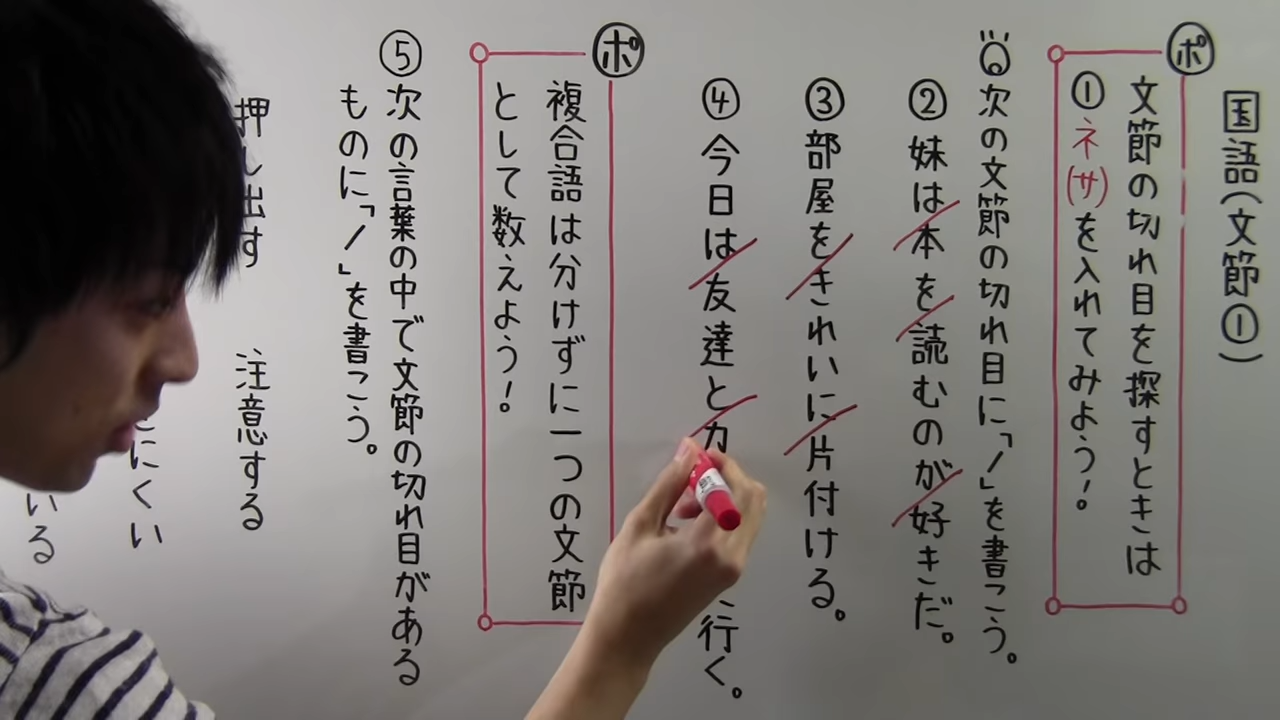 国語(文節①)
ポ
文節の切れ目を探すときは
①ネ(サ)を入れてみよう!
次の文節の切れ目に「/」を書こう。
②妹は/本を/読むのが/好きだ。
③部屋を/きれいに/片付ける。
④今日は/友達と/カ 行く。
ポ
複合語は分けずに一つの文節
として数えよう!
⑤次の言葉の中で文節の切れ目がある
ものに「/」を書こう。
押し出す 注意する
にくい
いる